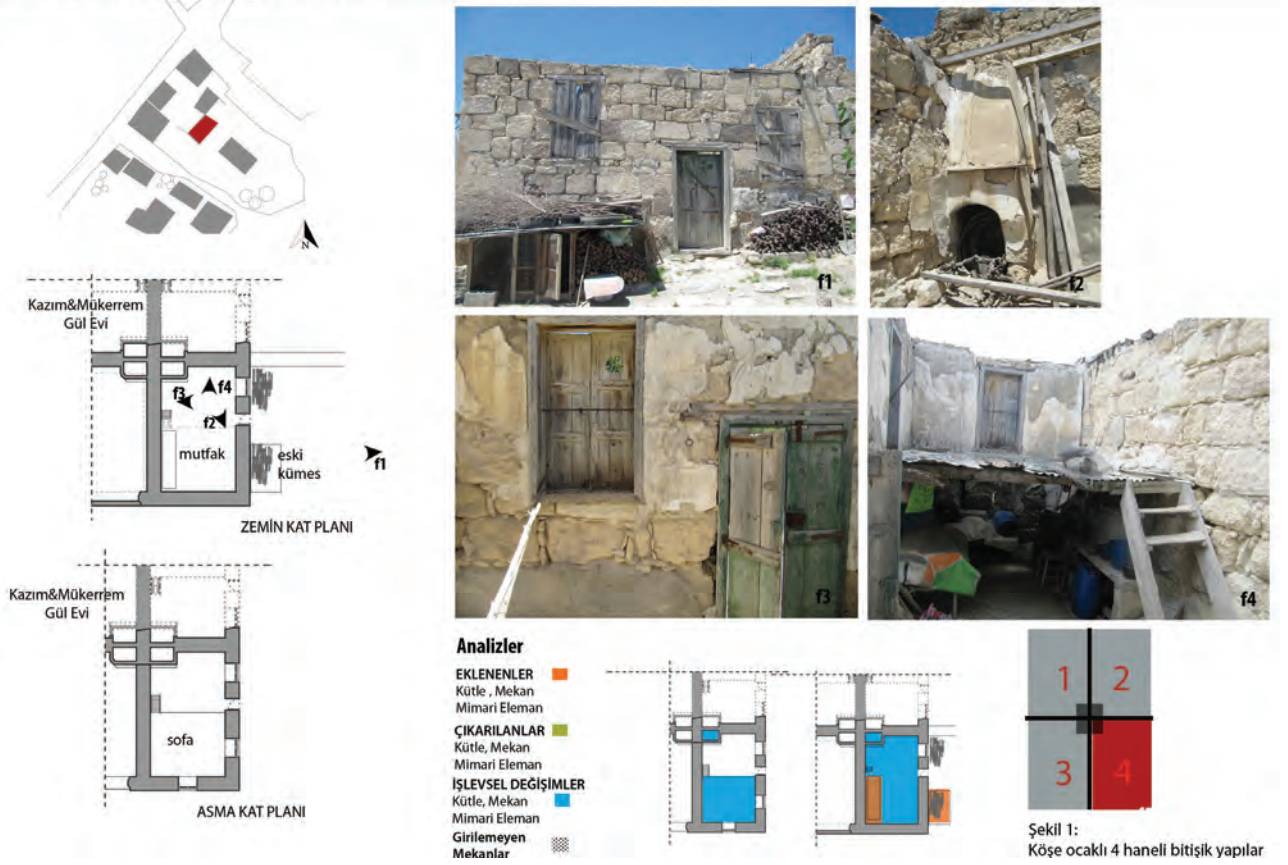 N
Kazım&Mükerrem
Gül Evi
f3
f4
f2
mutfak
eski
kümes
f1
ZEMİN KAT PLANI
Kazım&Mükerrem
Gül Evi
sofa
ASMA KAT PLANI
f1
f2
f3
f4
Analizler
EKLENENLER
Kütle , Mekan
Mimari Eleman
ÇIKARILANLAR
Kütle, Mekan
Mimari Eleman
İŞLEVSEL DEĞİŞİMLER
Kütle, Mekan
Mimari Eleman
Girilemeyen
Mekanlar
1
2
3
4
Şekil 1:
Köşe ocaklı 4 haneli bitişik yapılar